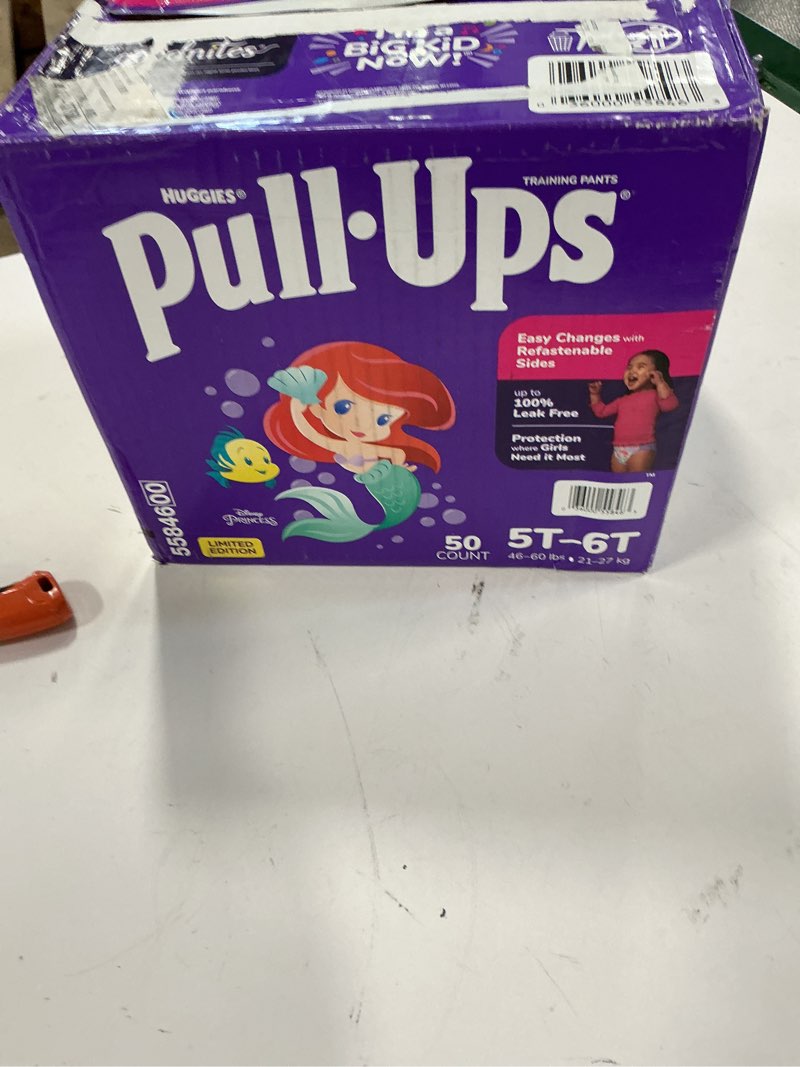 I'm a
BiG KiD
NOW!
HUGGIES®
TRAINING PANTS
Pull·Ups®
Easy Changes with
Refastenable
Sides
up to
100%
Leak Free
Protection
where Girls
Need it Most
™
Disney
PRINCESS
LIMITED
EDITION
5584600
50
COUNT
5T–6T
46–60 lbs • 21–27 kg